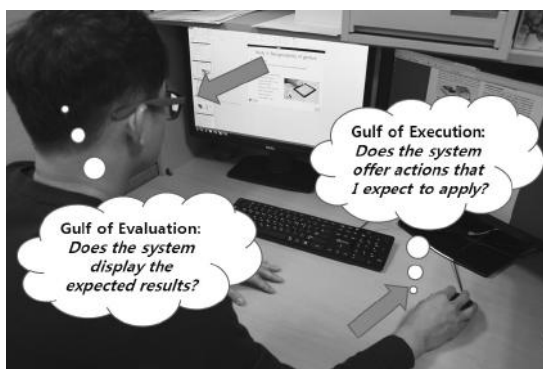 Gulf of Execution:
Does the system
offer actions that
I expect to apply?
Gulf of Evaluation:
Does the system
display the
expected results?